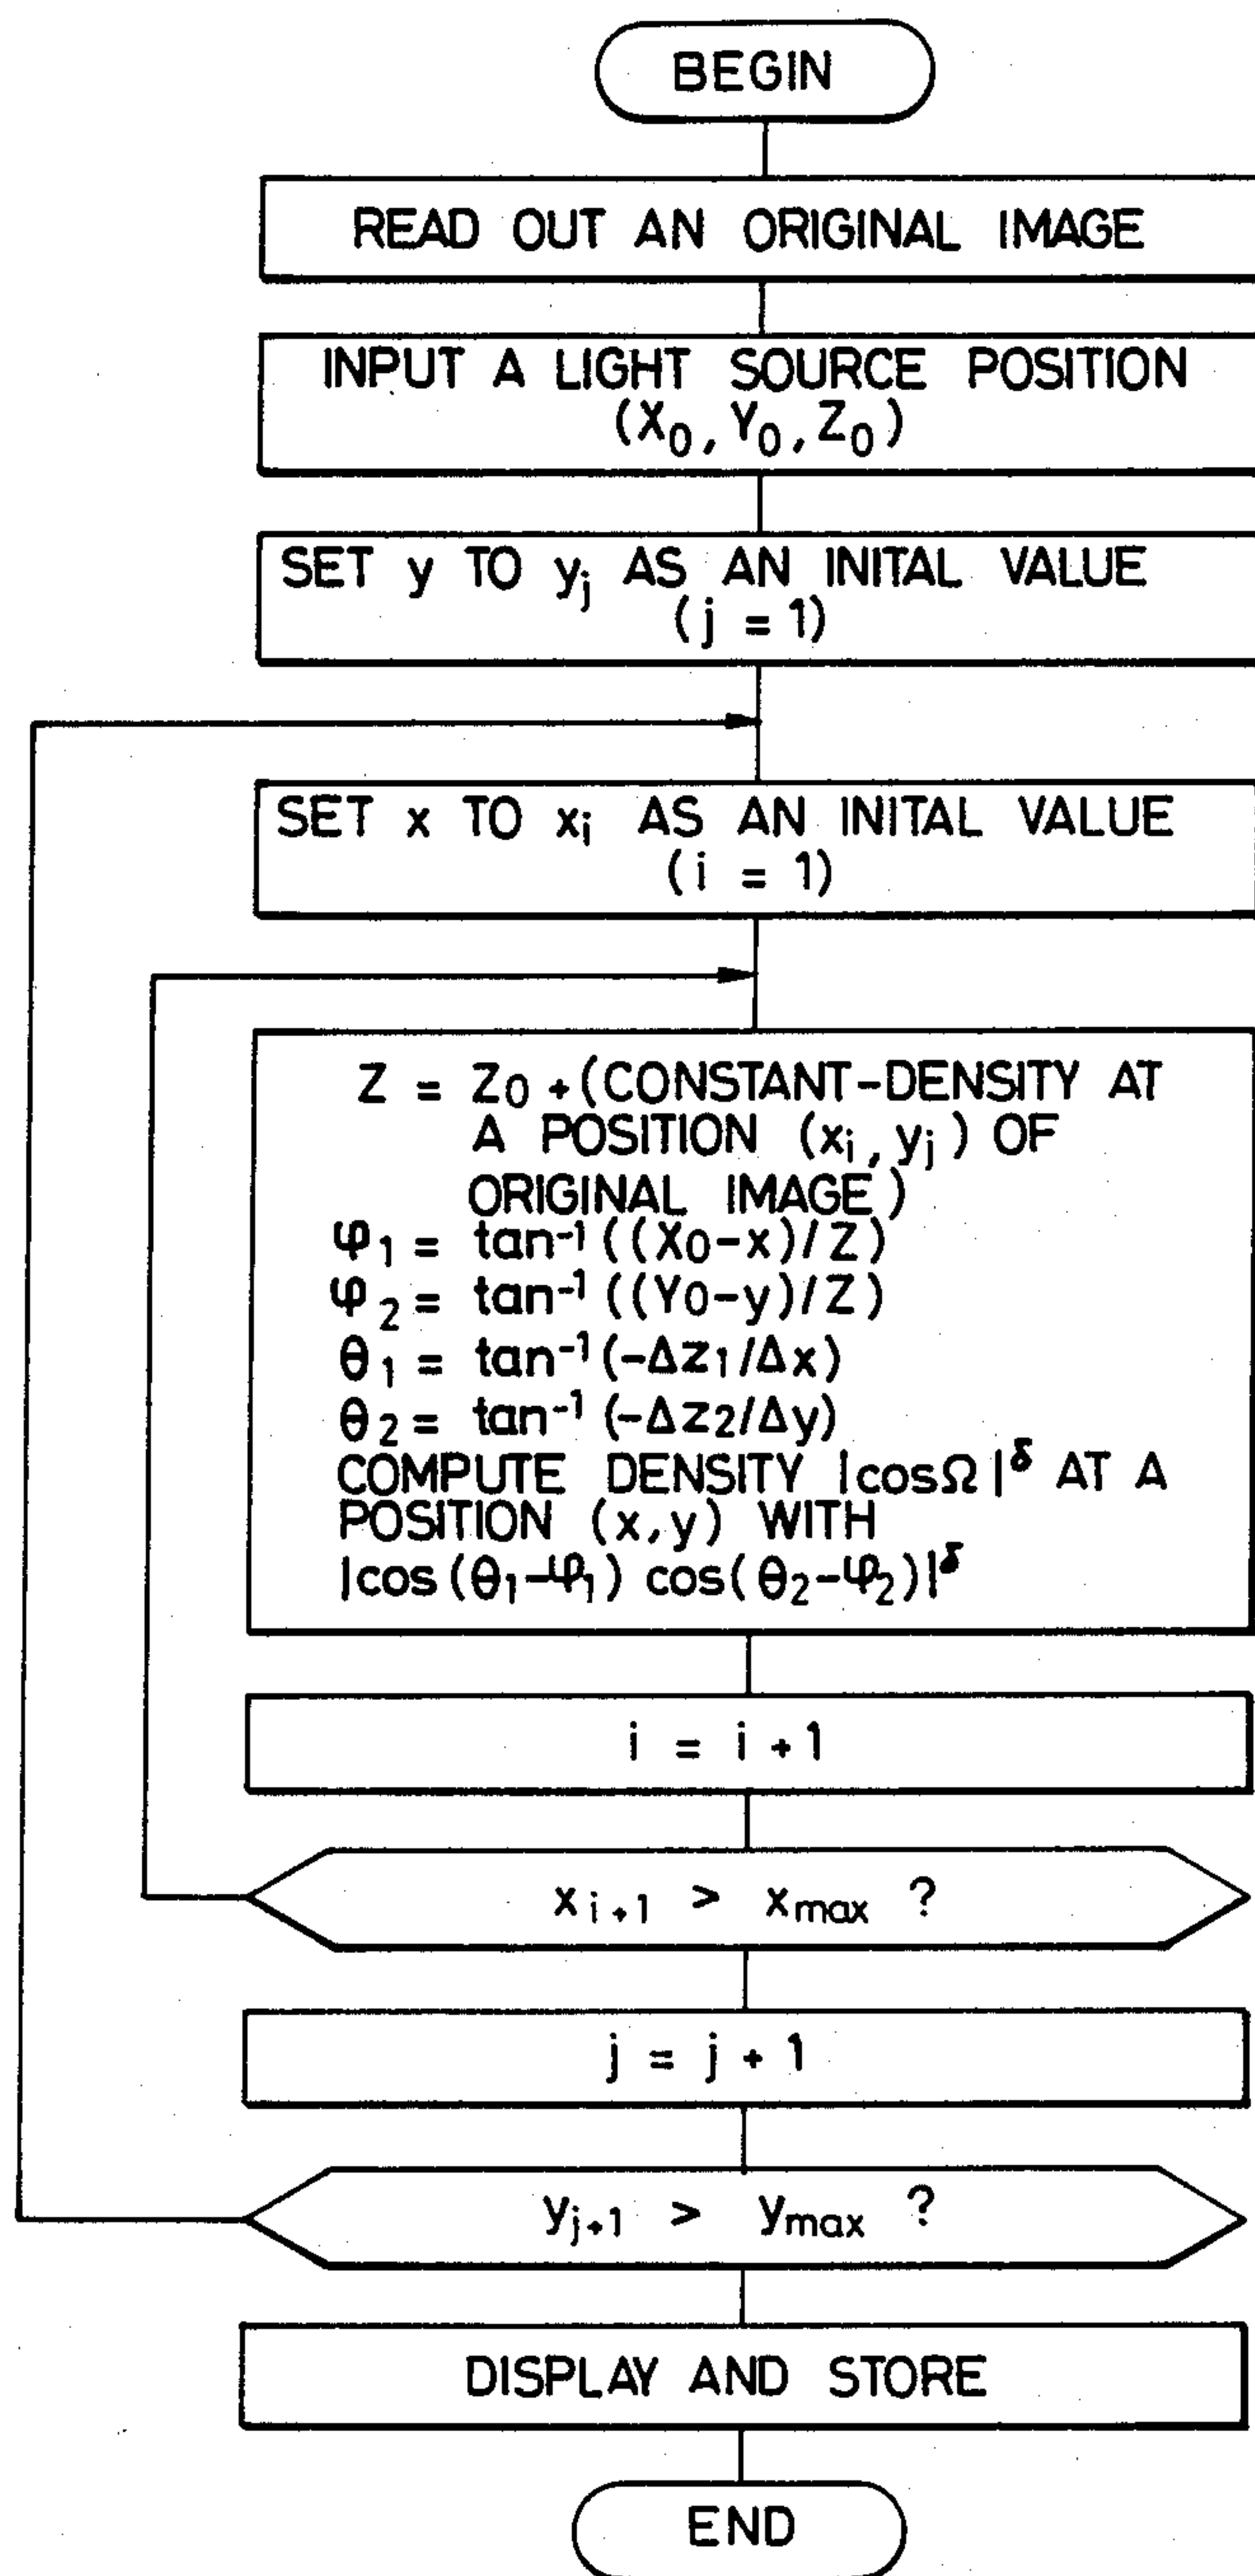 BEGIN
READ OUT AN ORIGINAL IMAGE
INPUT A LIGHT SOURCE POSITION
(X₀, Y₀, Z₀)
SET y TO yⱼ AS AN INITAL VALUE
(j = 1)
SET x TO xᵢ AS AN INITAL VALUE
(i = 1)
Z = Z₀ + (CONSTANT-DENSITY AT
A POSITION (xᵢ, yⱼ) OF
ORIGINAL IMAGE)
φ₁ = tan⁻¹ ((X₀-x)/Z)
φ₂ = tan⁻¹ ((Y₀-y)/Z)
θ₁ = tan⁻¹ (-Δz₁/Δx)
θ₂ = tan⁻¹ (-Δz₂/Δy)
COMPUTE DENSITY |cosΩ|^δ AT A
POSITION (x,y) WITH
|cos (θ₁-φ₁) cos(θ₂-φ₂)|^δ
i = i + 1
xᵢ₊₁ > xmax ?
j = j + 1
yⱼ₊₁ > ymax ?
DISPLAY AND STORE
END